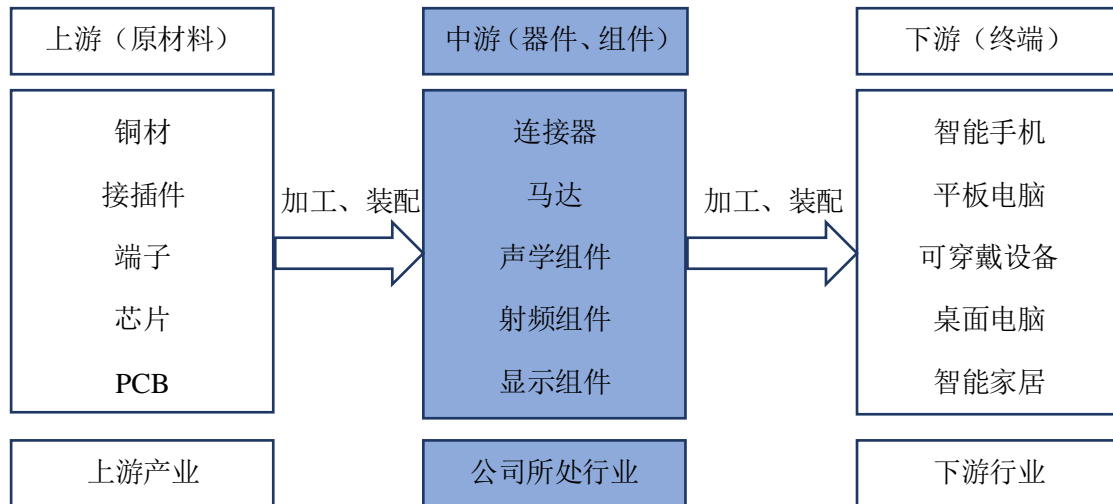 上游（原材料）
中游（器件、组件）
下游（终端）
铜材
接插件
端子
芯片
PCB
加工、装配
连接器
马达
声学组件
射频组件
显示组件
加工、装配
智能手机
平板电脑
可穿戴设备
桌面电脑
智能家居
上游产业
公司所处行业
下游行业